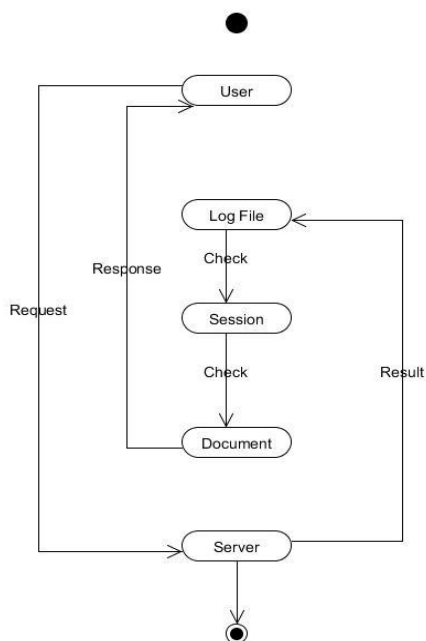 User
Log File
Check
Response
Request
Session
Check
Result
Document
Server